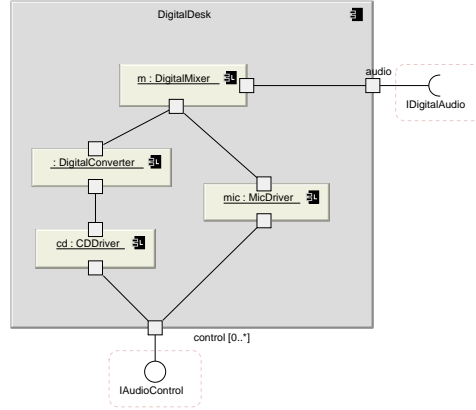 DigitalDesk
m : DigitalMixer
audio
IDigitalAudio
: DigitalConverter
mic : MicDriver
cd : CDDriver
control [0..*]
IAudioControl